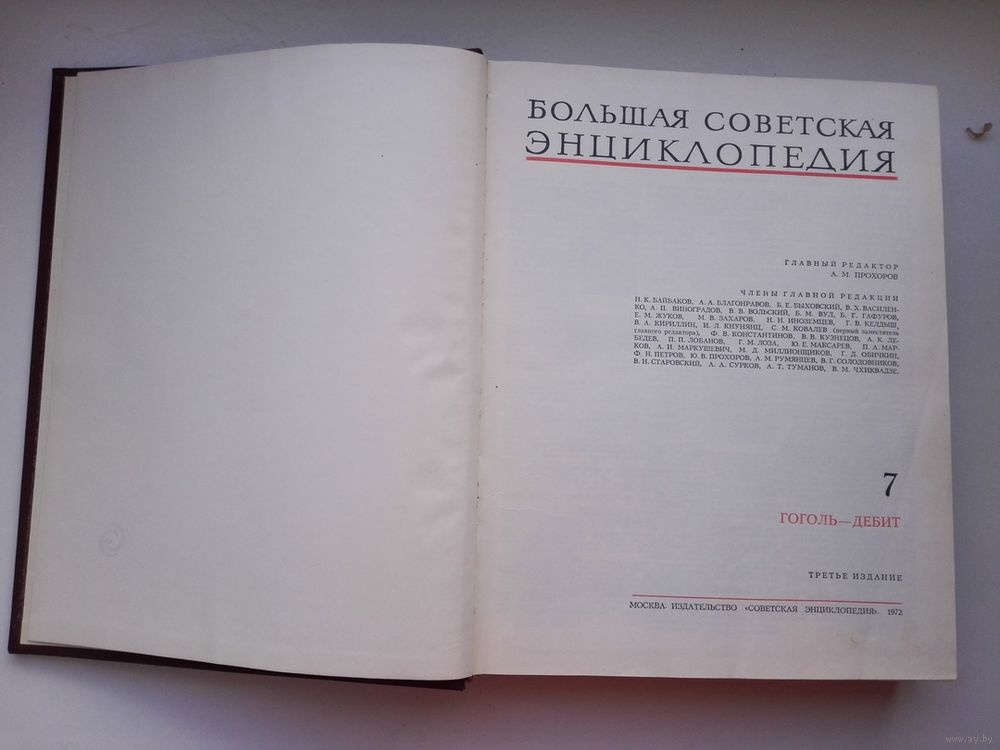 БОЛЬШАЯ СОВЕТСКАЯ
ЭНЦИКЛОПЕДИЯ
ГЛАВНЫЙ РЕДАКТОР
А. М. ПРОХОРОВ
ЧЛЕНЫ ГЛАВНОЙ РЕДАКЦИИ
Н. К. БАЙБАКОВ, А. А. БЛАГОНРАВОВ, Б. Е. БЫХОВСКИЙ, В. Х. ВАСИЛЕН-
КО, А. П. ВИНОГРАДОВ, В. В. ВОЛЬСКИЙ, Б. М. ВУЛ, Б. Г. ГАФУРОВ,
Е. М. ЖУКОВ, М. В. ЗАХАРОВ, Н. Н. ИНОЗЕМЦЕВ, Г. В. КЕЛДЫШ,
В. А. КИРИЛЛИН, И. Л. КНУНЯНЦ, С. М. КОВАЛЕВ (первый заместитель
главного редактора), Ф. В. КОНСТАНТИНОВ, В. В. КУЗНЕЦОВ, А. К. ЛЕ-
БЕДЕВ, П. П. ЛОБАНОВ, Г. М. ЛОЗА, Ю. Е. МАКСАРЕВ, П. А. МАР-
КОВ, А. И. МАРКУШЕВИЧ, М. Д. МИЛЛИОНЩИКОВ, Г. Д. ОБИЧКИН,
Ф. Н. ПЕТРОВ, Ю. В. ПРОХОРОВ, А. М. РУМЯНЦЕВ, В. Г. СОЛОДОВНИКОВ,
В. Н. СТАРОВСКИЙ, А. А. СУРКОВ, А. Т. ТУМАНОВ, В. М. ЧХИКВАДЗЕ.
7
ГОГОЛЬ—ДЕБИТ
ТРЕТЬЕ ИЗДАНИЕ
МОСКВА. ИЗДАТЕЛЬСТВО «СОВЕТСКАЯ ЭНЦИКЛОПЕДИЯ». 1972
www.ay.by